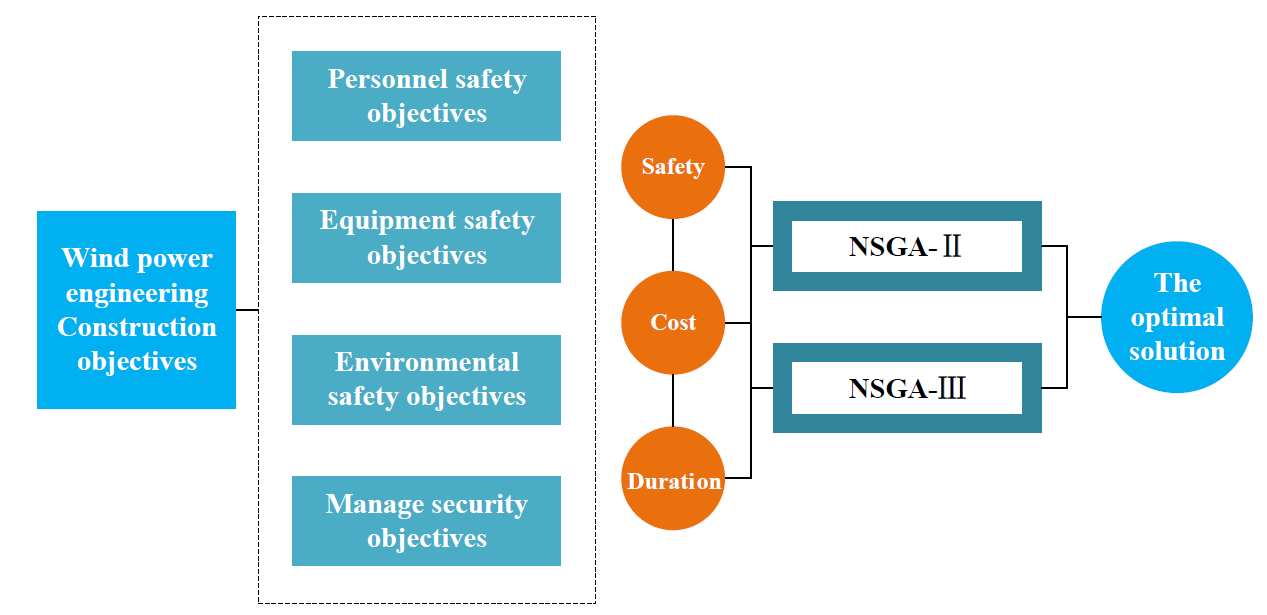 Wind power
engineering
Construction
objectives
Personnel safety
objectives
Equipment safety
objectives
Environmental
safety objectives
Manage security
objectives
Safety
Cost
Duration
NSGA-Ⅱ
NSGA-Ⅲ
The
optimal
solution